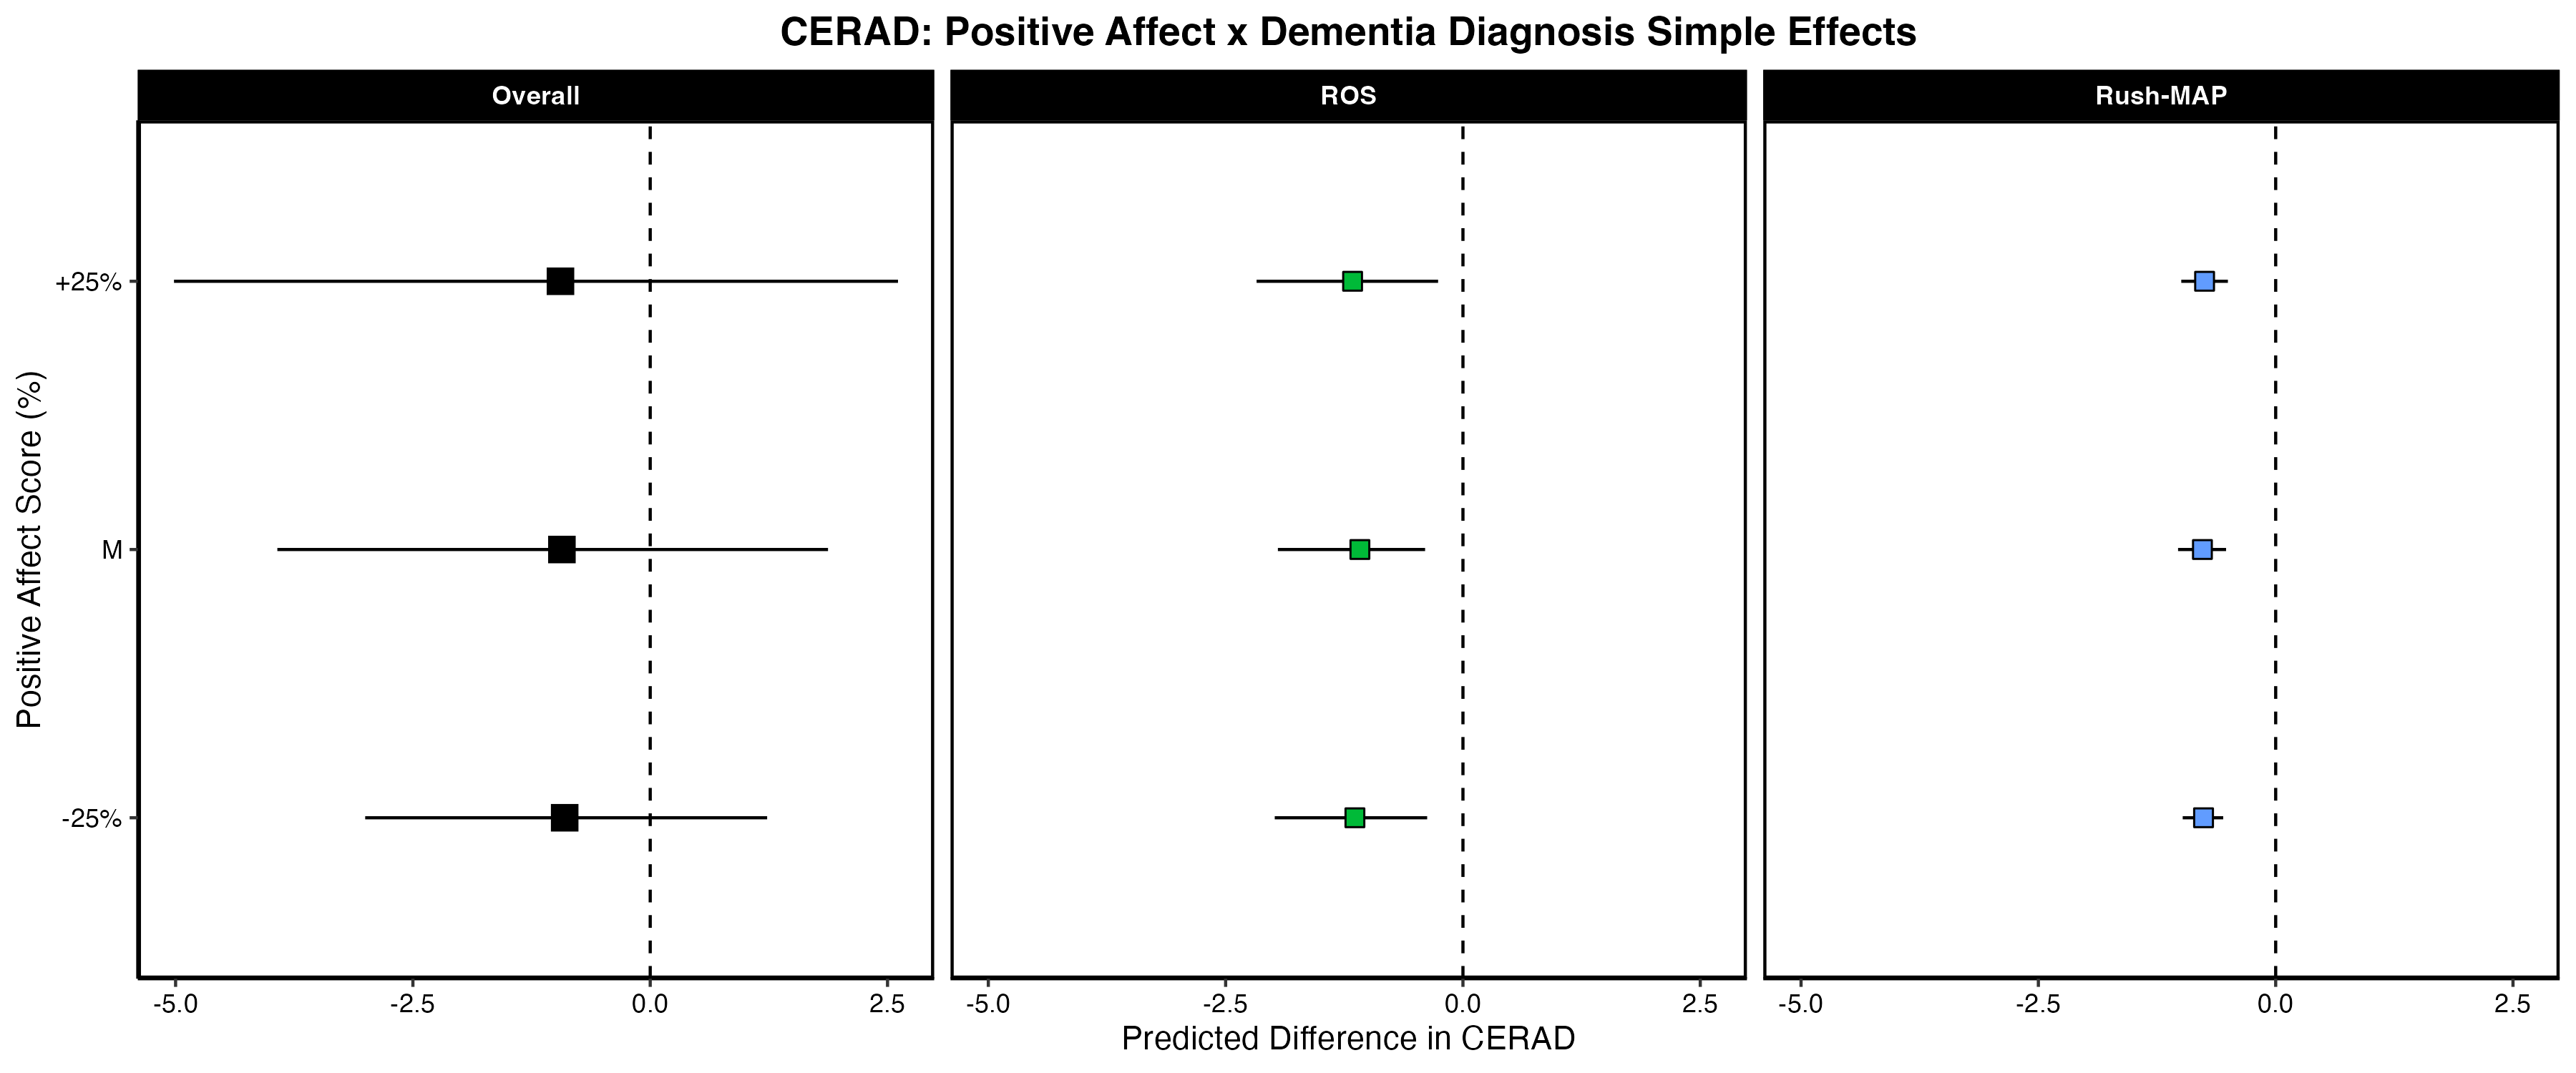 CERAD: Positive Affect x Dementia Diagnosis Simple Effects
Overall
ROS
Rush-MAP
Positive Affect Score (%)
+25%
M
-25%
-5.0 -2.5 0.0 2.5
-5.0 -2.5 0.0 2.5
-5.0 -2.5 0.0 2.5
Predicted Difference in CERAD